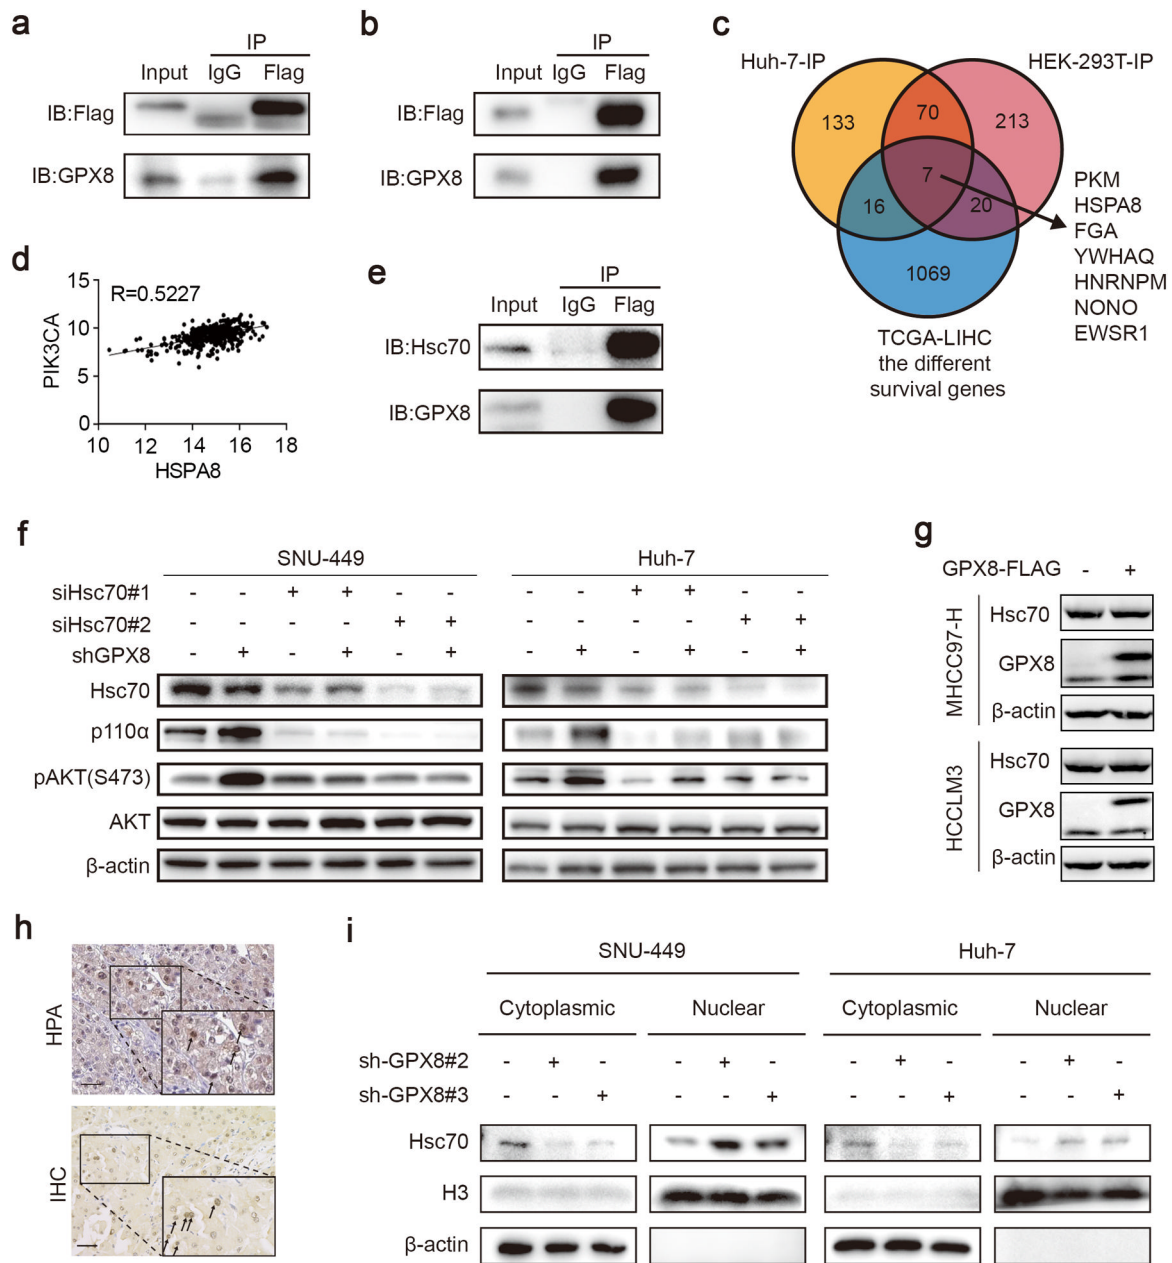 a
IP
Input IgG Flag
IB:Flag
IB:GPX8
b
IP
Input IgG Flag
IB:Flag
IB:GPX8
c
Huh-7-IP
HEK-293T-IP
133
70
213
7
16
20
1069
PKM
HSPA8
FGA
YWHAQ
HNRNPM
NONO
EWSR1
TCGA-LIHC
the different
survival genes
d
R=0.5227
PIK3CA
15
10
5
0
10 12 14 16 18
HSPA8
e
IP
Input IgG Flag
IB:Hsc70
IB:GPX8
f
SNU-449 Huh-7
siHsc70#1 - - + + - - - - + + - -
siHsc70#2 - - - - + + - - - - + +
shGPX8 - + - + - + - + - + - +
Hsc70
p110α
pAKT(S473)
AKT
β-actin
g
GPX8-FLAG - +
MHCC97-H
Hsc70
GPX8
β-actin
HCCLM3
Hsc70
GPX8
β-actin
h
HPA
IHC
i
SNU-449 Huh-7
Cytoplasmic Nuclear Cytoplasmic Nuclear
sh-GPX8#2 - + - - + - - + - - + -
sh-GPX8#3 - - + - - + - - + - - +
Hsc70
H3
β-actin